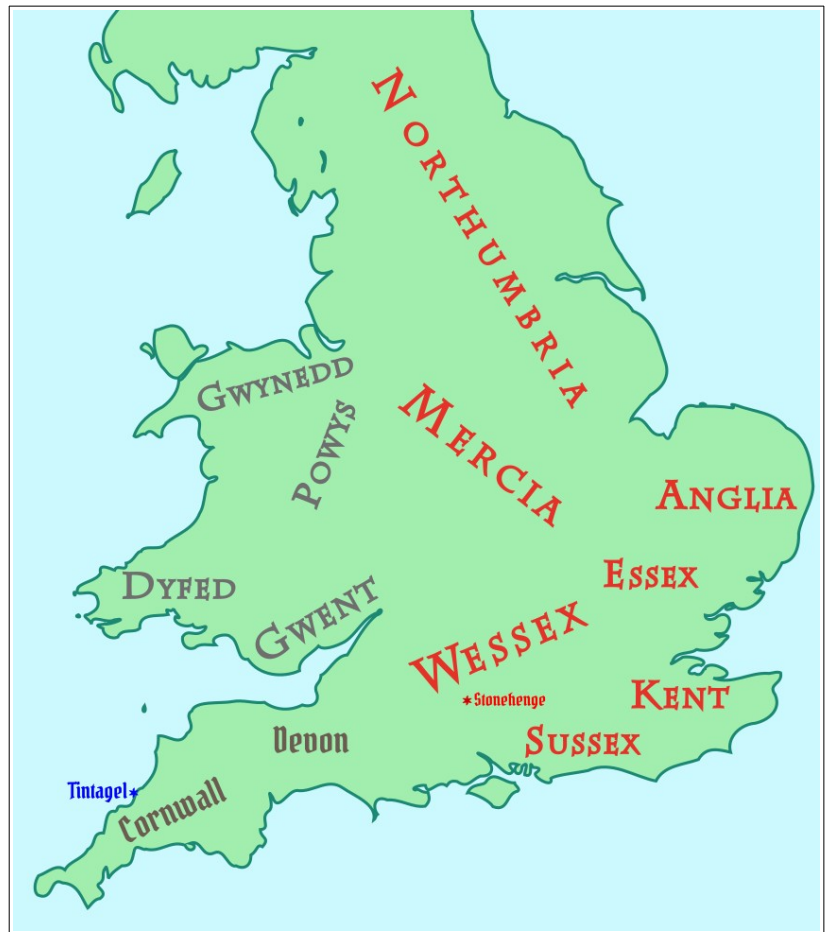 Northumbria
Gwynedd
Powys
Mercia
Anglia
Dyfed
Gwent
Essex
Wessex
Stonehenge
Kent
Sussex
Devon
Tintagel
Cornwall